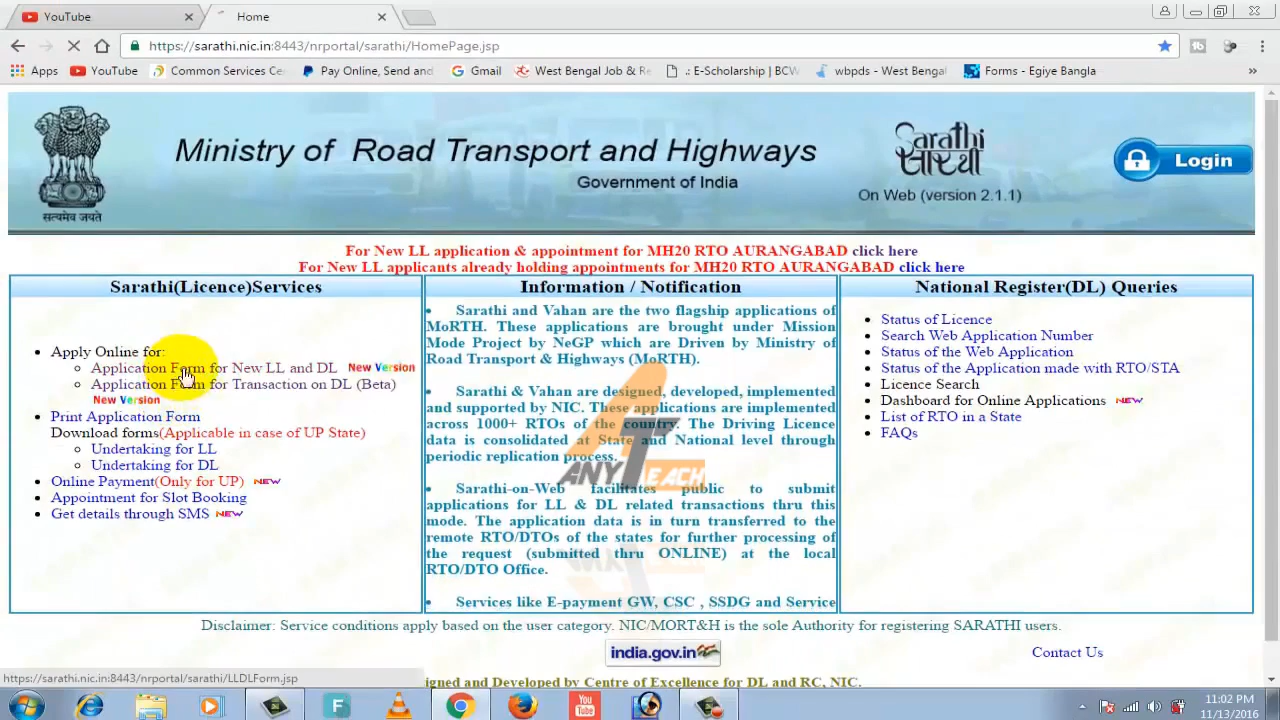 YouTube
Home
https://sarathi.nic.in:8443/nrportal/sarathi/HomePage.jsp
Apps YouTube Common Services Ce Pay Online, Send and Gmail West Bengal Job & Re .: E-Scholarship | BCW wbpds - West Bengal Forms - Egiye Bangla »
सत्यमेव जयते
Ministry of Road Transport and Highways
Government of India
Sarathi
सारथी
On Web (version 2.1.1)
Login
For New LL application & appointment for MH20 RTO AURANGABAD click here
For New LL applicants already holding appointments for MH20 RTO AURANGABAD click here
Sarathi(Licence)Services
Apply Online for:
Application Form for New LL and DL New Version
Application Form for Transaction on DL (Beta)
New Version
Print Application Form
Download forms(Applicable in case of UP State)
Undertaking for LL
Undertaking for DL
Online Payment(Only for UP) NEW
Appointment for Slot Booking
Get details through SMS NEW
Information / Notification
Sarathi and Vahan are the two flagship applications of
MoRTH. These applications are brought under Mission
Mode Project by NeGP which are Driven by Ministry of
Road Transport & Highways (MoRTH).
Sarathi & Vahan are designed, developed, implemented
and supported by NIC. These applications are implemented
across 1000+ RTOs of the country. The Driving Licence
data is consolidated at State and National level through
periodic replication process.
ANY TEACH
Sarathi-on-Web facilitates public to submit
applications for LL & DL related transactions thru this
mode. The application data is in turn transferred to the
remote RTO/DTOs of the states for further processing of
the request (submitted thru ONLINE) at the local
RTO/DTO Office.
Services like E-payment GW, CSC , SSDG and Service
National Register(DL) Queries
Status of Licence
Search Web Application Number
Status of the Web Application
Status of the Application made with RTO/STA
Licence Search
Dashboard for Online Applications NEW
List of RTO in a State
FAQs
Disclaimer: Service conditions apply based on the user category. NIC/MORT&H is the sole Authority for registering SARATHI users.
india.gov.in
Contact Us
https://sarathi.nic.in:8443/nrportal/sarathi/LLDLForm.jsp
igned and Developed by Centre of Excellence for DL and RC, NIC.
You
Tube
11:02 PM
11/13/2016